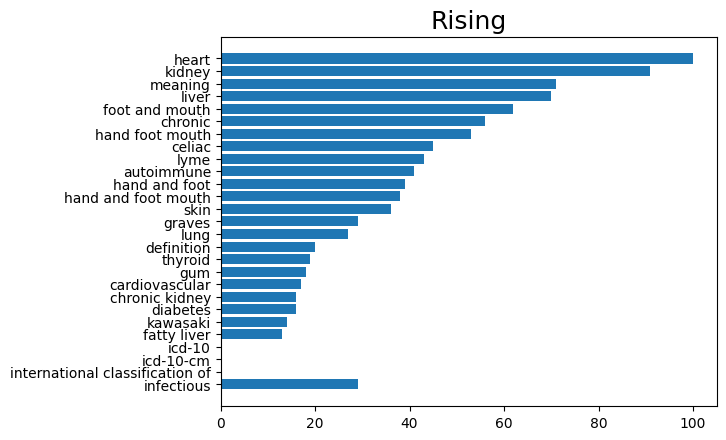 Rising
heart
kidney
meaning
liver
foot and mouth
chronic
hand foot mouth
celiac
lyme
autoimmune
hand and foot
hand and foot mouth
skin
graves
lung
definition
thyroid
gum
cardiovascular
chronic kidney
diabetes
kawasaki
fatty liver
icd-10
icd-10-cm
international classification of
infectious
0 20 40 60 80 100